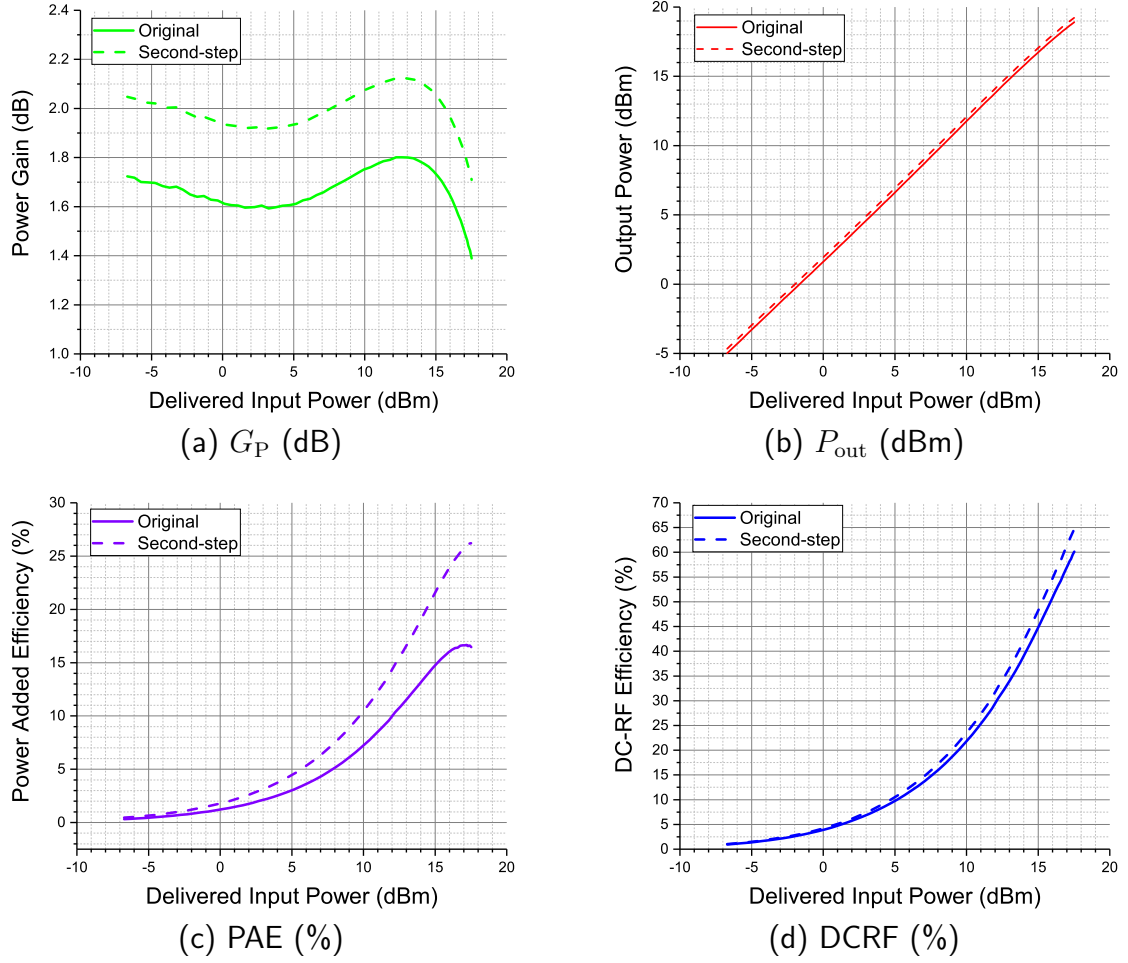 2.4
2.2
2.0
1.8
1.6
1.4
1.2
1.0
Power Gain (dB)
Original
Second-step
-10 -5 0 5 10 15 20
Delivered Input Power (dBm)
(a) G_P (dB)
20
15
10
5
0
-5
Output Power (dBm)
Original
Second-step
-10 -5 0 5 10 15 20
Delivered Input Power (dBm)
(b) P_out (dBm)
30
25
20
15
10
5
0
Power Added Efficiency (%)
Original
Second-step
-10 -5 0 5 10 15 20
Delivered Input Power (dBm)
(c) PAE (%)
70
65
60
55
50
45
40
35
30
25
20
15
10
5
0
DC-RF Efficiency (%)
Original
Second-step
-10 -5 0 5 10 15 20
Delivered Input Power (dBm)
(d) DCRF (%)